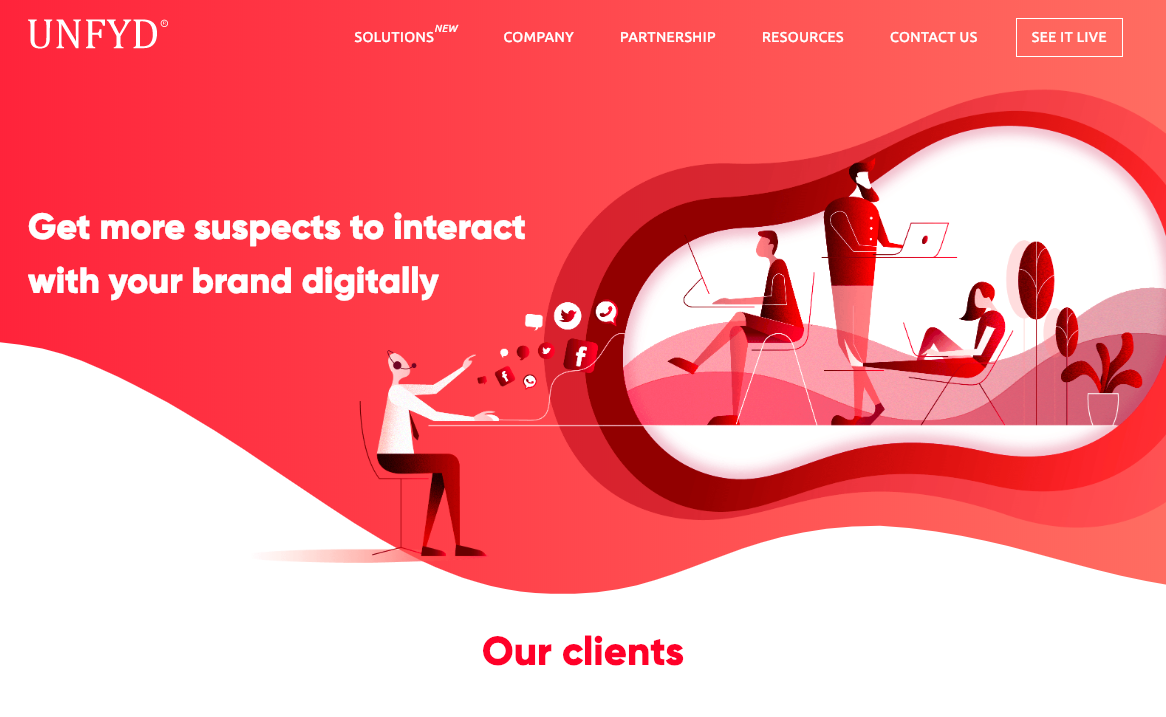 UNFYD®
SOLUTIONS NEW
COMPANY
PARTNERSHIP
RESOURCES
CONTACT US
SEE IT LIVE
Get more suspects to interact
with your brand digitally
Our clients